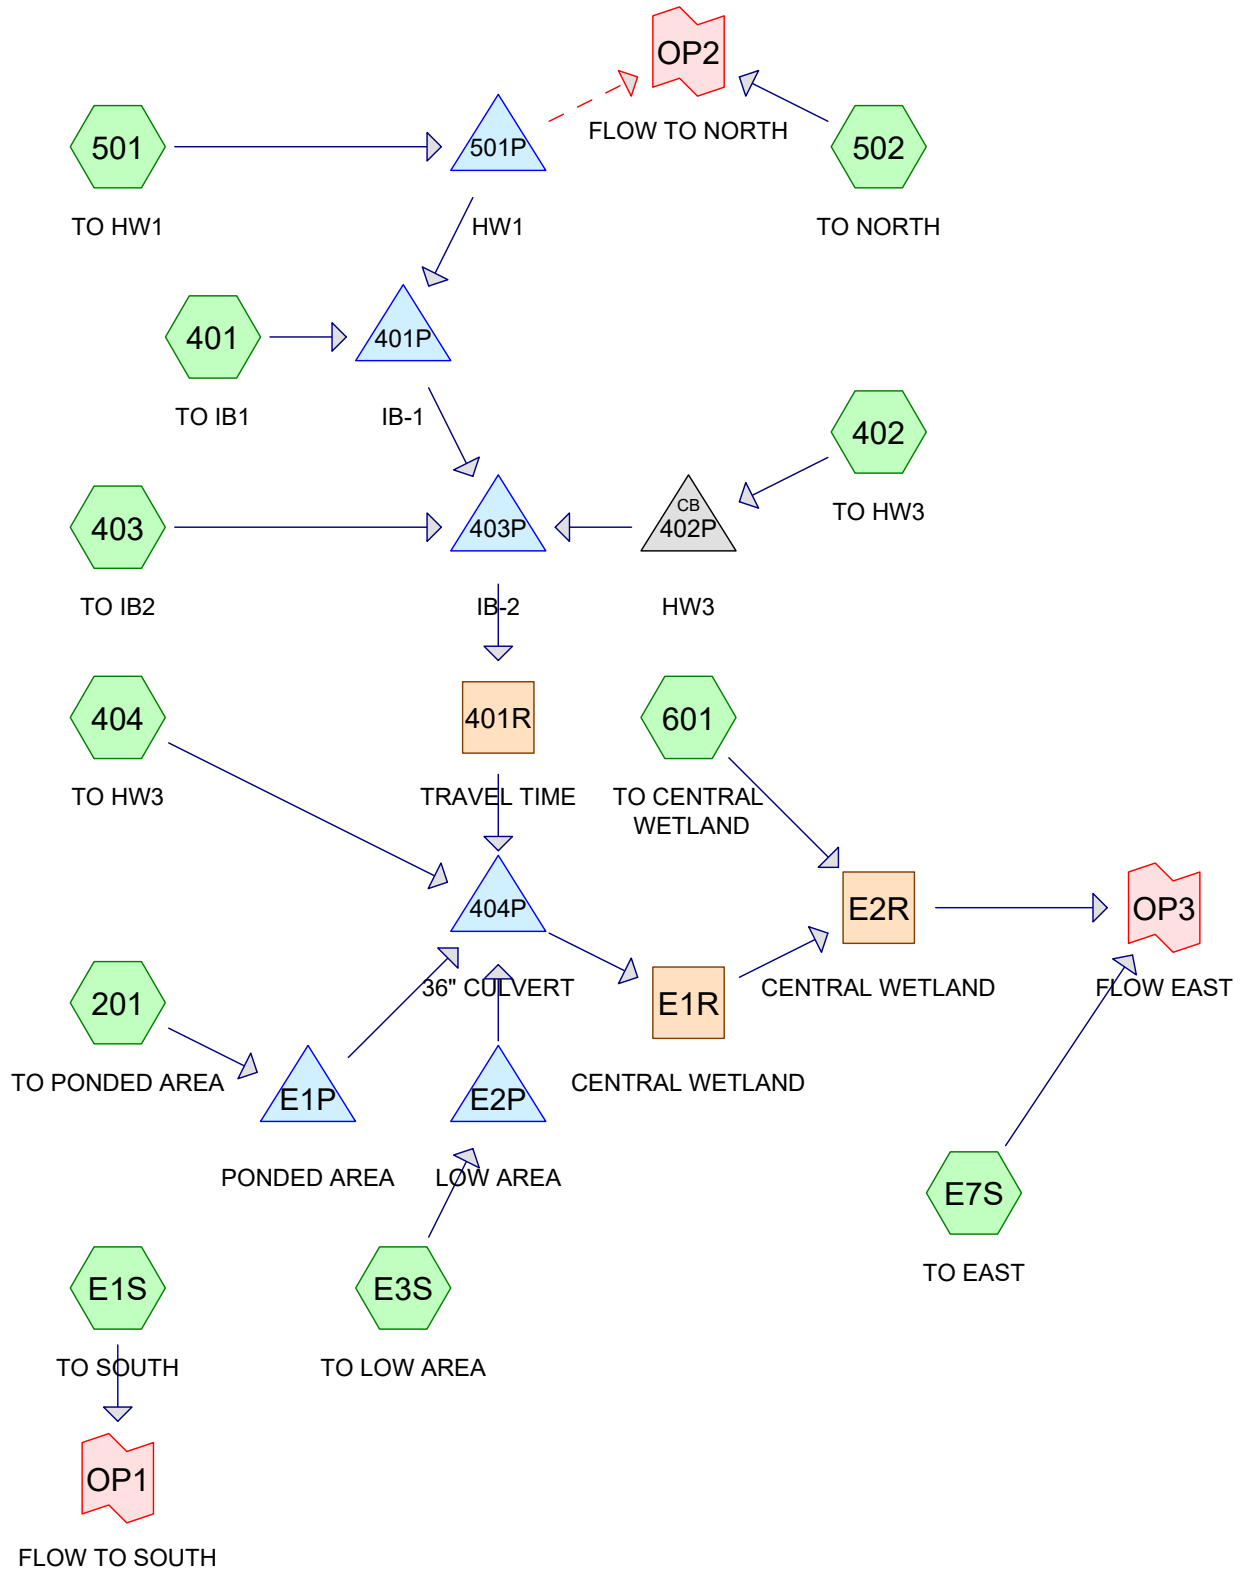 OP2
FLOW TO NORTH
501
TO HW1
501P
HW1
502
TO NORTH
401
TO IB1
401P
IB-1
402
TO HW3
403
TO IB2
403P
IB-2
CB
402P
HW3
404
TO HW3
401R
TRAVEL TIME
601
TO CENTRAL
WETLAND
404P
36" CULVERT
E2R
CENTRAL WETLAND
OP3
FLOW EAST
201
TO PONDED AREA
E1R
CENTRAL WETLAND
E1P
PONDED AREA
E2P
LOW AREA
E7S
TO EAST
E1S
TO SOUTH
E3S
TO LOW AREA
OP1
FLOW TO SOUTH